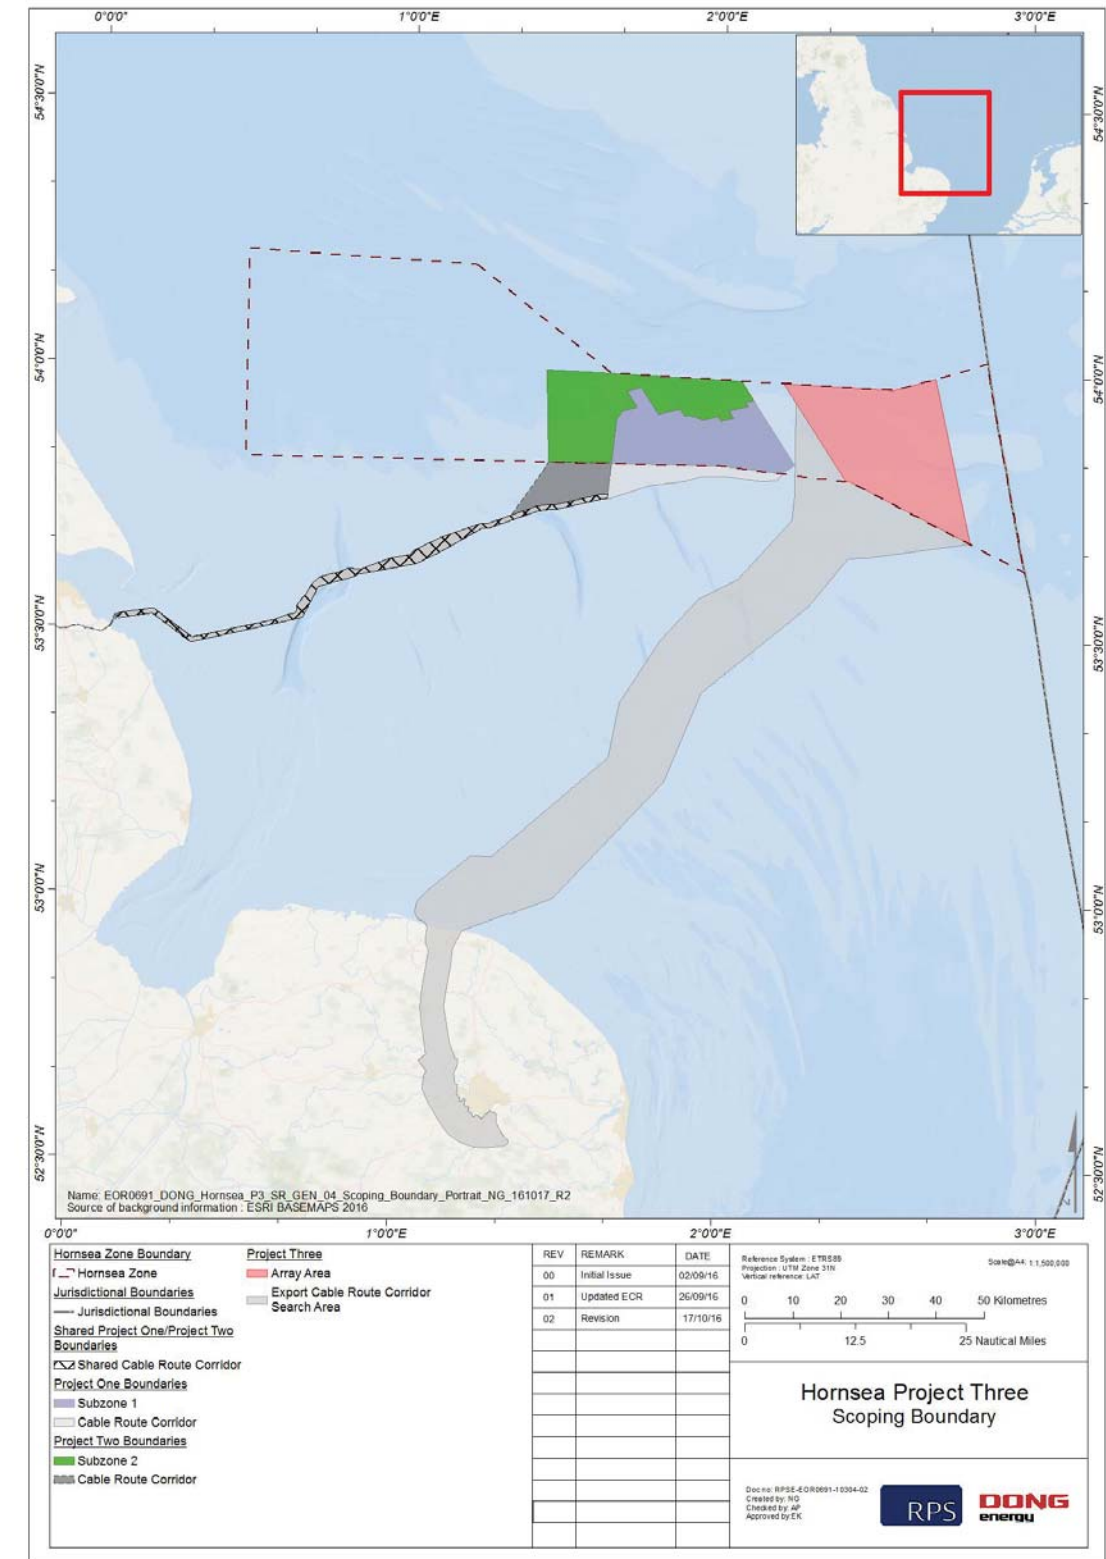 0°0'0" 1°0'0"E 2°0'0"E 3°0'0"E
54°30'0"N 54°30'0"N
54°0'0"N 54°0'0"N
53°30'0"N 53°30'0"N
53°0'0"N 53°0'0"N
52°30'0"N 52°30'0"N
Name: EOR0691_DONG_Hornsea_P3_SR_GEN_04_Scoping_Boundary_Portrait_NG_161017_R2
Source of background information : ESRI BASEMAPS 2016
0°0'0" 1°0'0"E 2°0'0"E 3°0'0"E
Hornsea Zone Boundary
Hornsea Zone
Jurisdictional Boundaries
Jurisdictional Boundaries
Shared Project One/Project Two
Boundaries
Shared Cable Route Corridor
Project One Boundaries
Subzone 1
Cable Route Corridor
Project Two Boundaries
Subzone 2
Cable Route Corridor
Project Three
Array Area
Export Cable Route Corridor
Search Area
REV REMARK DATE
00 Initial Issue 02/09/16
01 Updated ECR 26/09/16
02 Revision 17/10/16
Reference System : ETRS89
Projection : UTM Zone 31N
Vertical reference: LAT
Scale@A4: 1:1,500,000
0 10 20 30 40 50 Kilometres
0 12.5 25 Nautical Miles
Hornsea Project Three
Scoping Boundary
Doc no: RPSE-EOR0691-10304-02
Created by: NG
Checked by: AP
Approved by:EK
RPS
DONG
energy